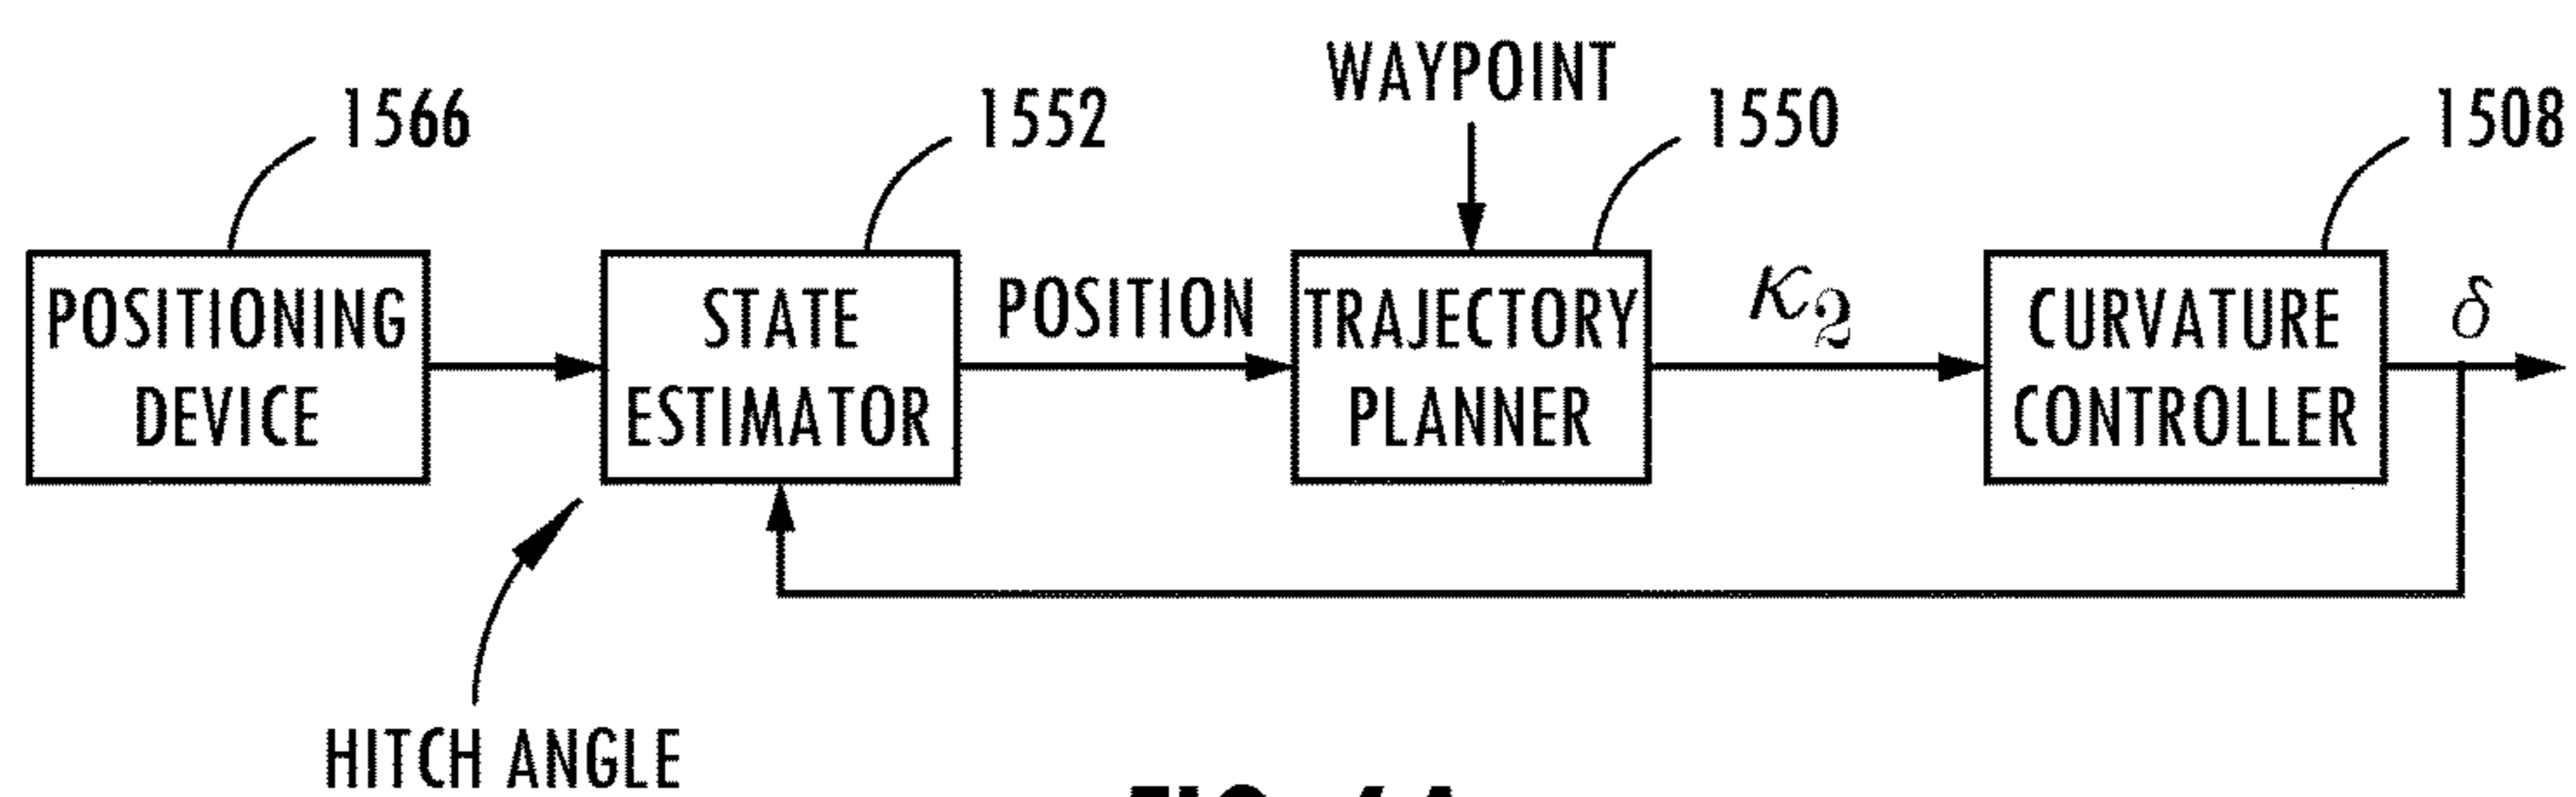 WAYPOINT
1566
1552
1550
1508
POSITIONING
DEVICE
STATE
ESTIMATOR
POSITION
TRAJECTORY
PLANNER
κ2
CURVATURE
CONTROLLER
δ
HITCH ANGLE